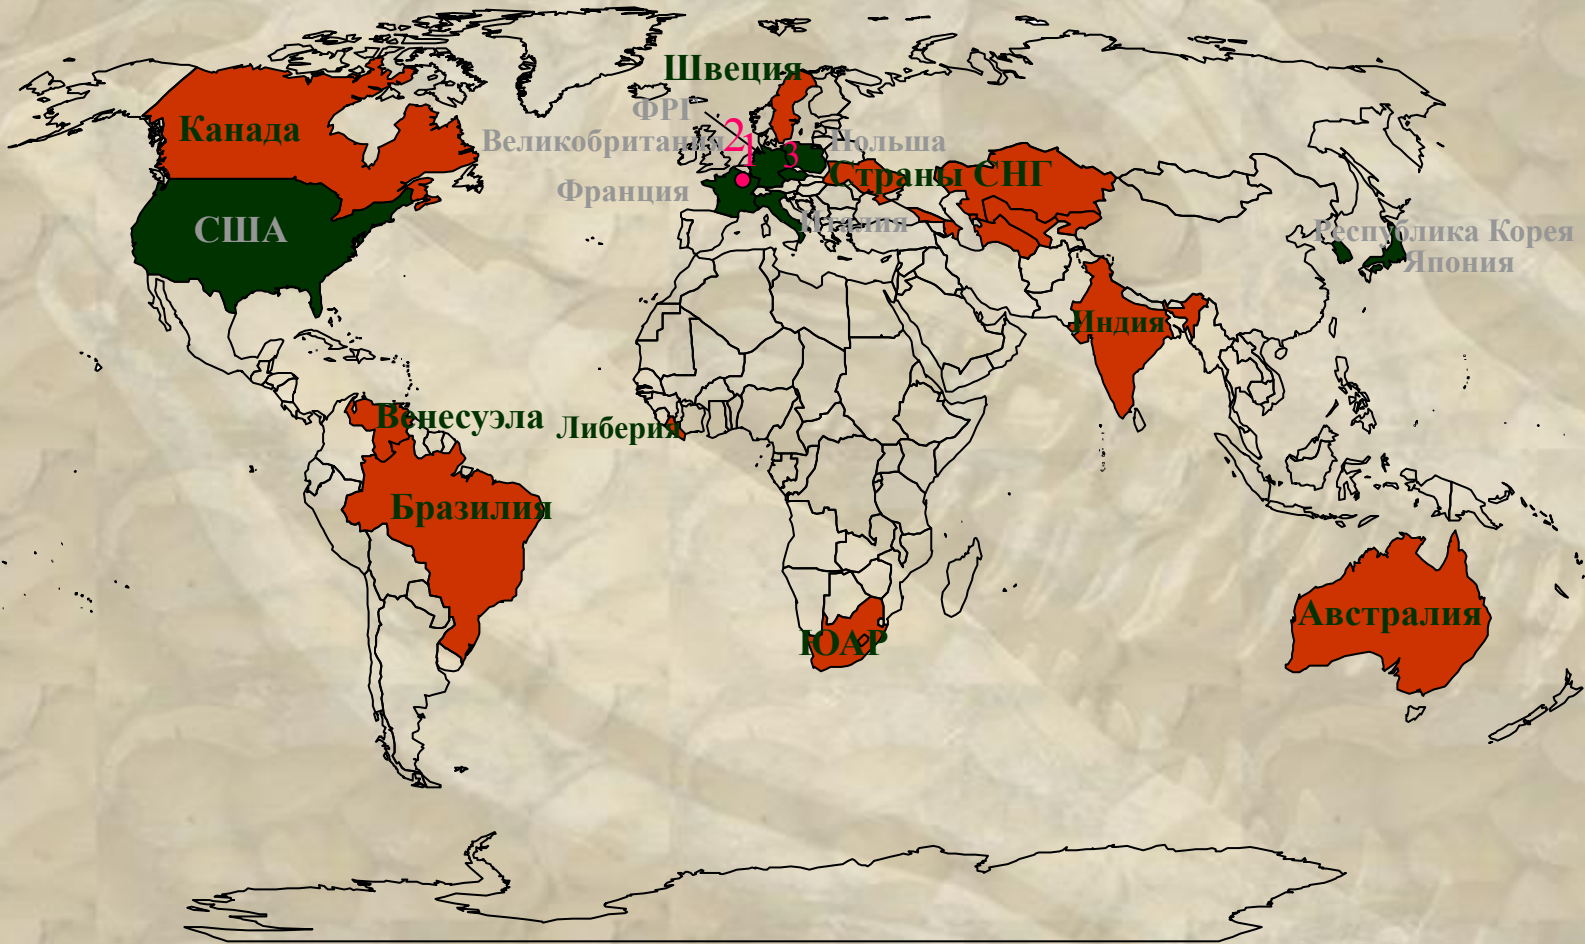 Швеция
ФРГ
Канада
2
1
3
Великобритания
Польша
Страны СНГ
Франция
США
Италия
Республика Корея
Япония
Индия
Венесуэла
Либерия
Бразилия
Австралия
ЮАР